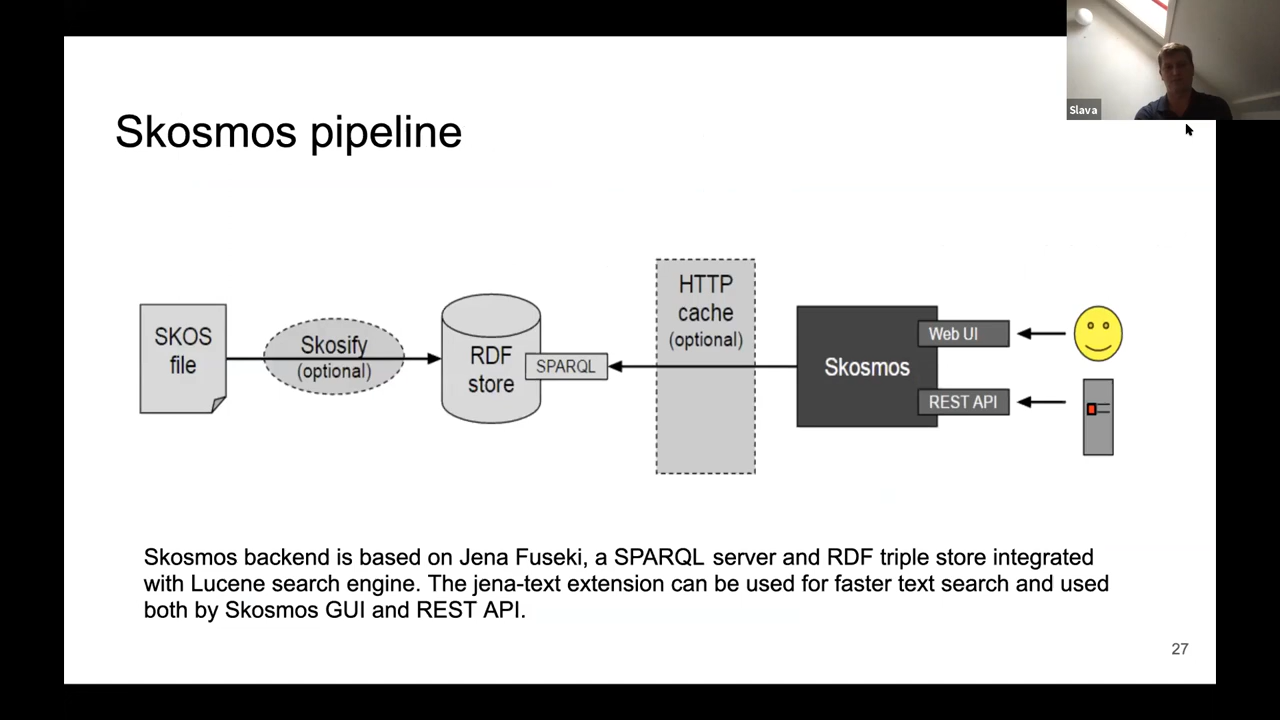 Slava
Skosmos pipeline
SKOS
file
Skosify
(optional)
RDF
store
SPARQL
HTTP
cache
(optional)
Skosmos
Web UI
REST API
Skosmos backend is based on Jena Fuseki, a SPARQL server and RDF triple store integrated
with Lucene search engine. The jena-text extension can be used for faster text search and used
both by Skosmos GUI and REST API.
27